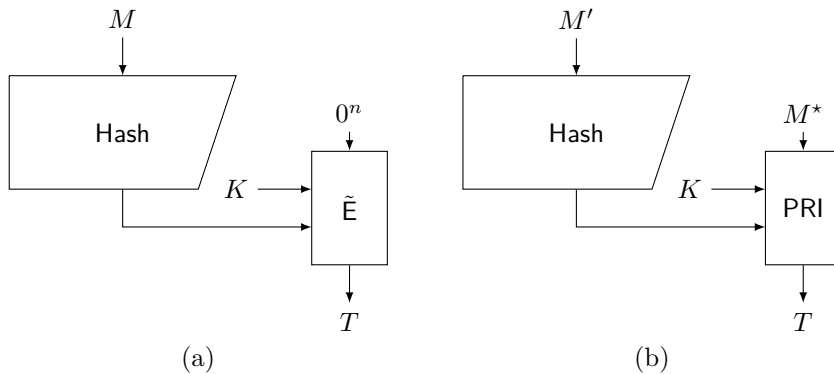 M M′
Hash Hash
0ⁿ M⋆
K K
Ẽ PRI
T T
(a) (b)